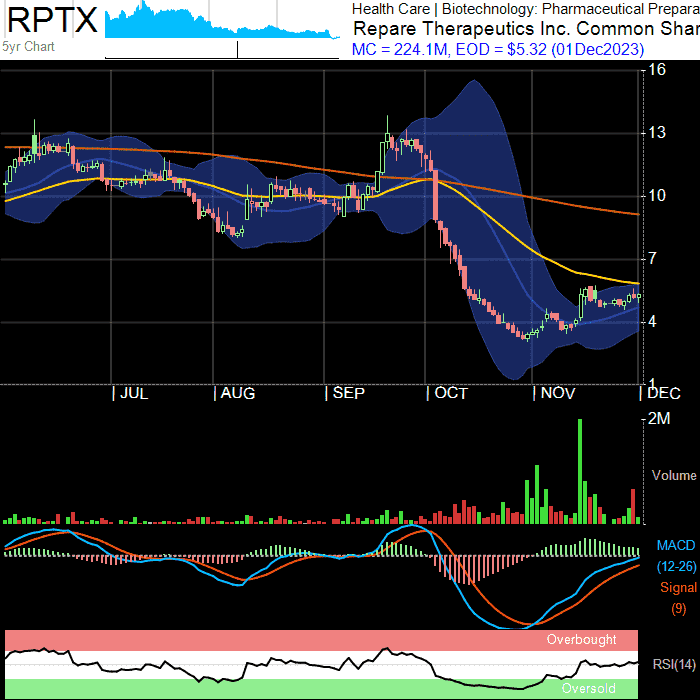 RPTX
5yr Chart
Health Care | Biotechnology: Pharmaceutical Prepara
Repare Therapeutics Inc. Common Shar
MC = 224.1M, EOD = $5.32 (01Dec2023)
16
13
10
7
4
1
| JUL
| AUG
| SEP
| OCT
| NOV
| DEC
2M
Volume
MACD
(12-26)
Signal
(9)
Overbought
RSI(14)
Oversold